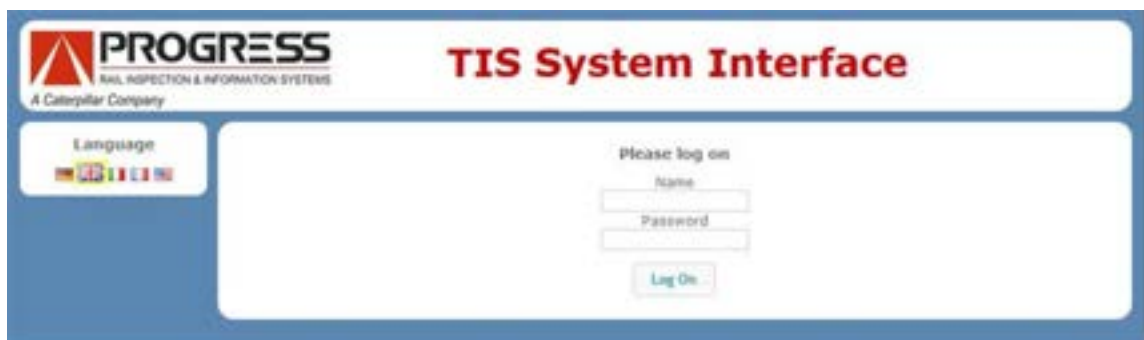 PROGRESS
RAIL INSPECTION & INFORMATION SYSTEMS
A Caterpillar Company
TIS System Interface
Language
Please log on
Name
Password
Log On